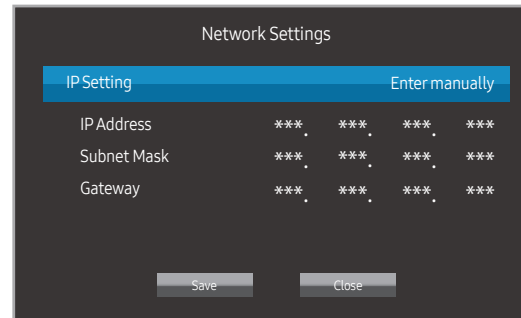 Network Settings
IP Setting Enter manually
IP Address ***. ***. ***. ***
Subnet Mask ***. ***. ***. ***
Gateway ***. ***. ***. ***
Save Close